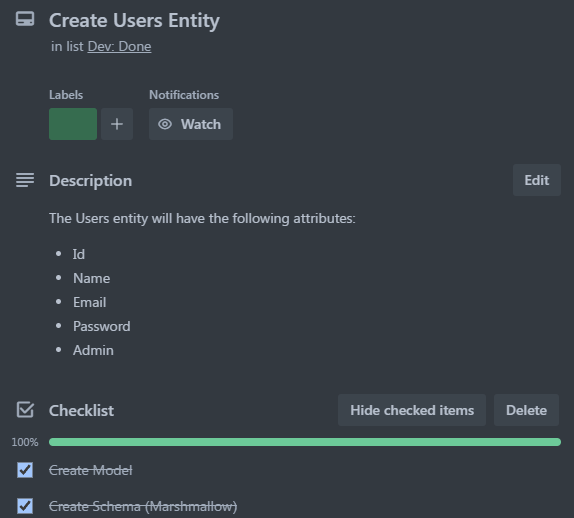 Create Users Entity
in list Dev: Done
Labels
Notifications
Watch
Description
Edit
The Users entity will have the following attributes:
Id
Name
Email
Password
Admin
Checklist
Hide checked items
Delete
100%
Create Model
Create Schema (Marshmallow)